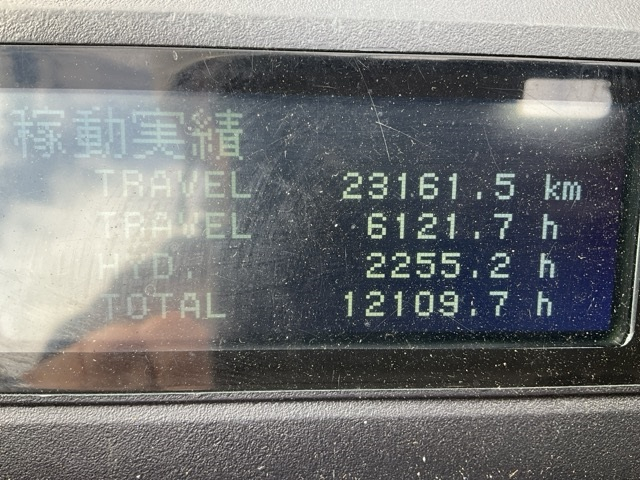 稼動実績
TRAVEL 23161.5 km
TRAVEL 6121.7 h
HYD. 2255.2 h
TOTAL 12109.7 h